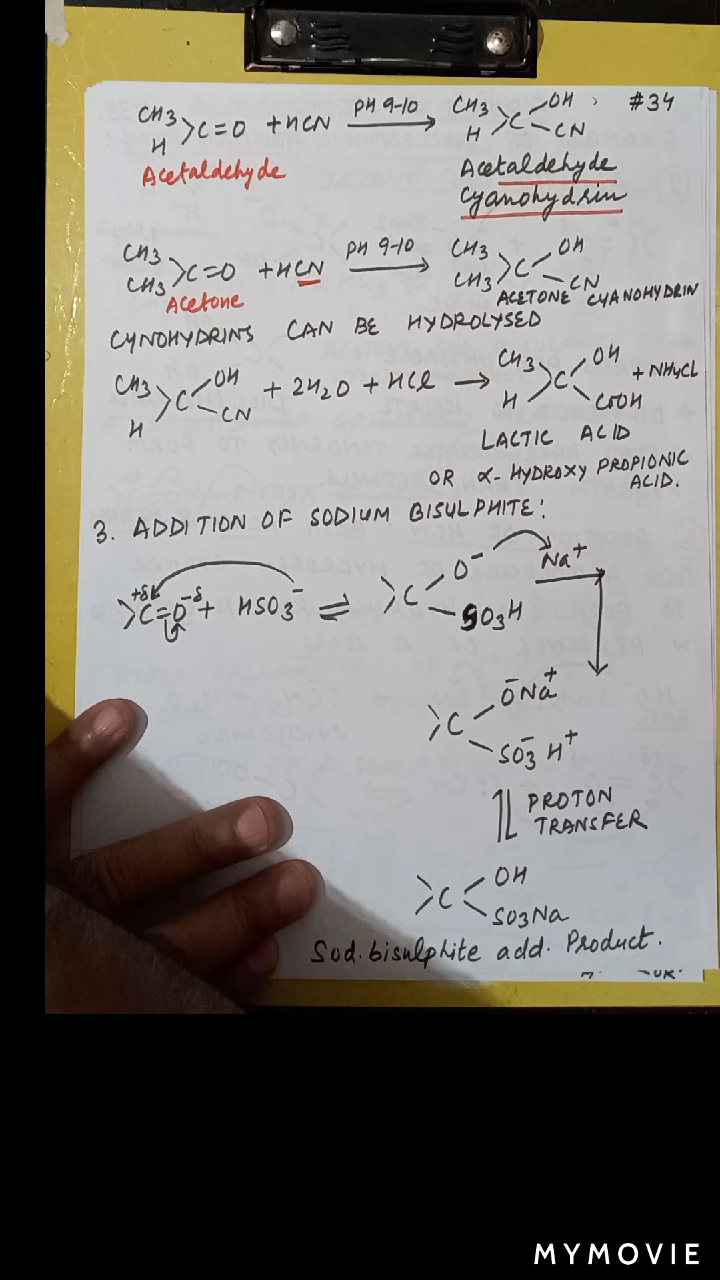 #34
CH3 H >C=O + HCN PH 9-10 → CH3 H >C OH CN
Acetaldehyde
Acetaldehyde
Cyanohydrin
CH3 CH3 >C=O + HCN PH 9-10 → CH3 CH3 >C OH CN
Acetone
ACETONE CYANOHYDRIN
CYNOHYDRINS CAN BE HYDROLYSED
CH3 H >C OH CN + 2H2O + HCl → CH3 H >C OH COOH + NH4Cl
LACTIC ACID
OR α-HYDROXY PROPIONIC
ACID.
3. ADDITION OF SODIUM BISULPHITE:
>C=O +δ -δ + HSO3⁻ ⇌ >C O⁻ SO3H Na⁺
>C ŌNa⁺ SO3⁻ H⁺
⇅ PROTON
TRANSFER
>C OH SO3Na
Sod. bisulphite add. Product.
MYMOVIE